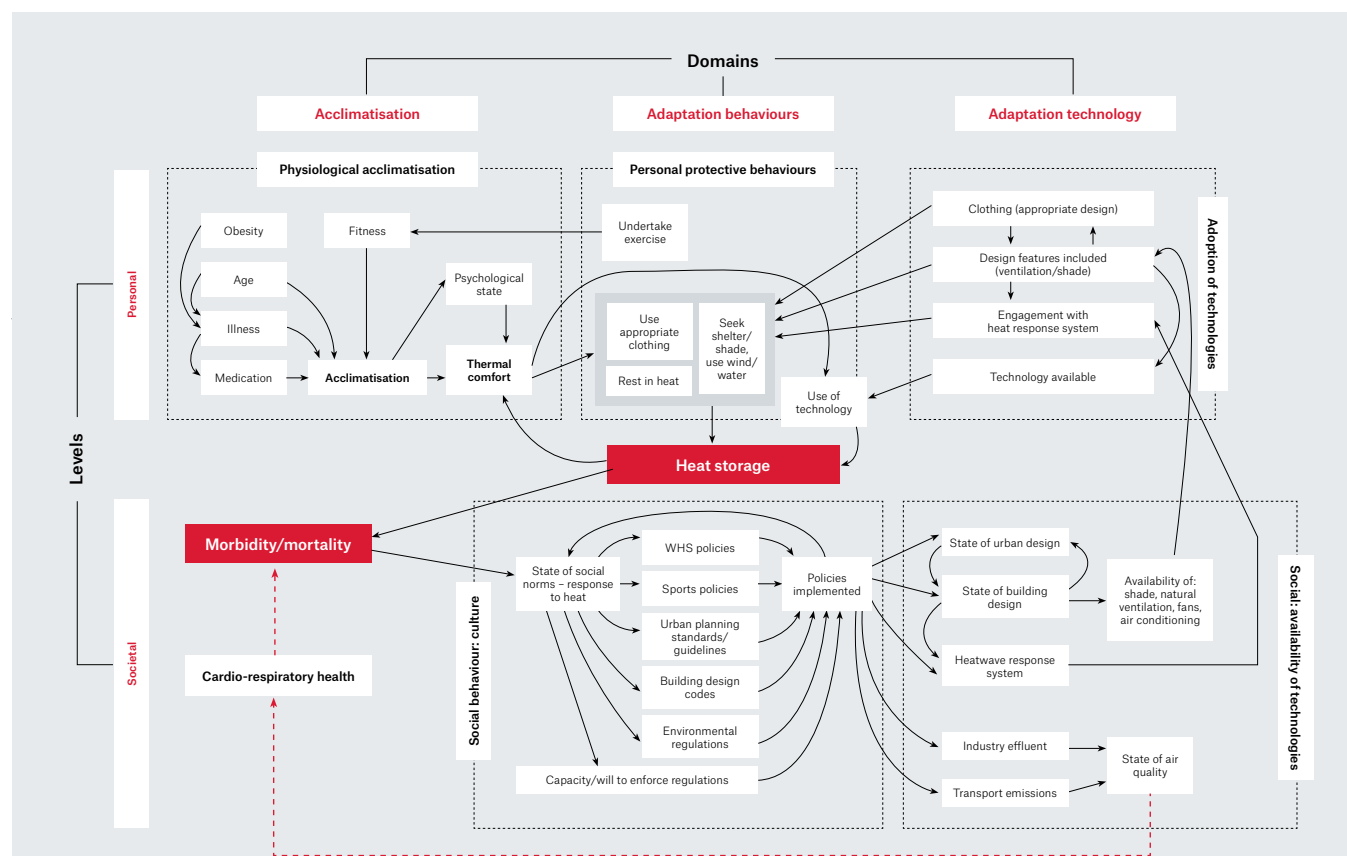 Domains
Acclimatisation
Adaptation behaviours
Adaptation technology
Levels
Personal
Physiological acclimatisation
Obesity
Age
Illness
Medication
Fitness
Acclimatisation
Psychological
state
Thermal
comfort
Personal protective behaviours
Undertake
exercise
Use
appropriate
clothing
Rest in heat
Seek
shelter/
shade,
use wind/
water
Use of
technology
Adoption of technologies
Clothing (appropriate design)
Design features included
(ventilation/shade)
Engagement with
heat response system
Technology available
Heat storage
Societal
Morbidity/mortality
Cardio-respiratory health
Social behaviour: culture
State of social
norms – response
to heat
WHS policies
Sports policies
Urban planning
standards/
guidelines
Building design
codes
Environmental
regulations
Capacity/will to enforce regulations
Policies
implemented
Social: availability of technologies
State of urban design
State of building
design
Heatwave response
system
Availability of:
shade, natural
ventilation, fans,
air conditioning
Industry effluent
Transport emissions
State of air
quality